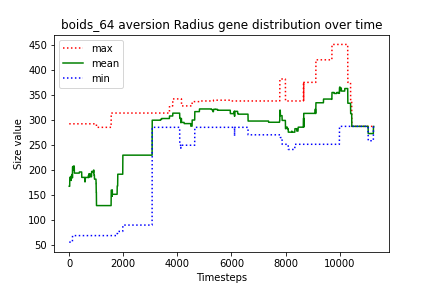 boids_64 aversion Radius gene distribution over time
max
mean
min
Size value
450
400
350
300
250
200
150
100
50
0 2000 4000 6000 8000 10000
Timesteps